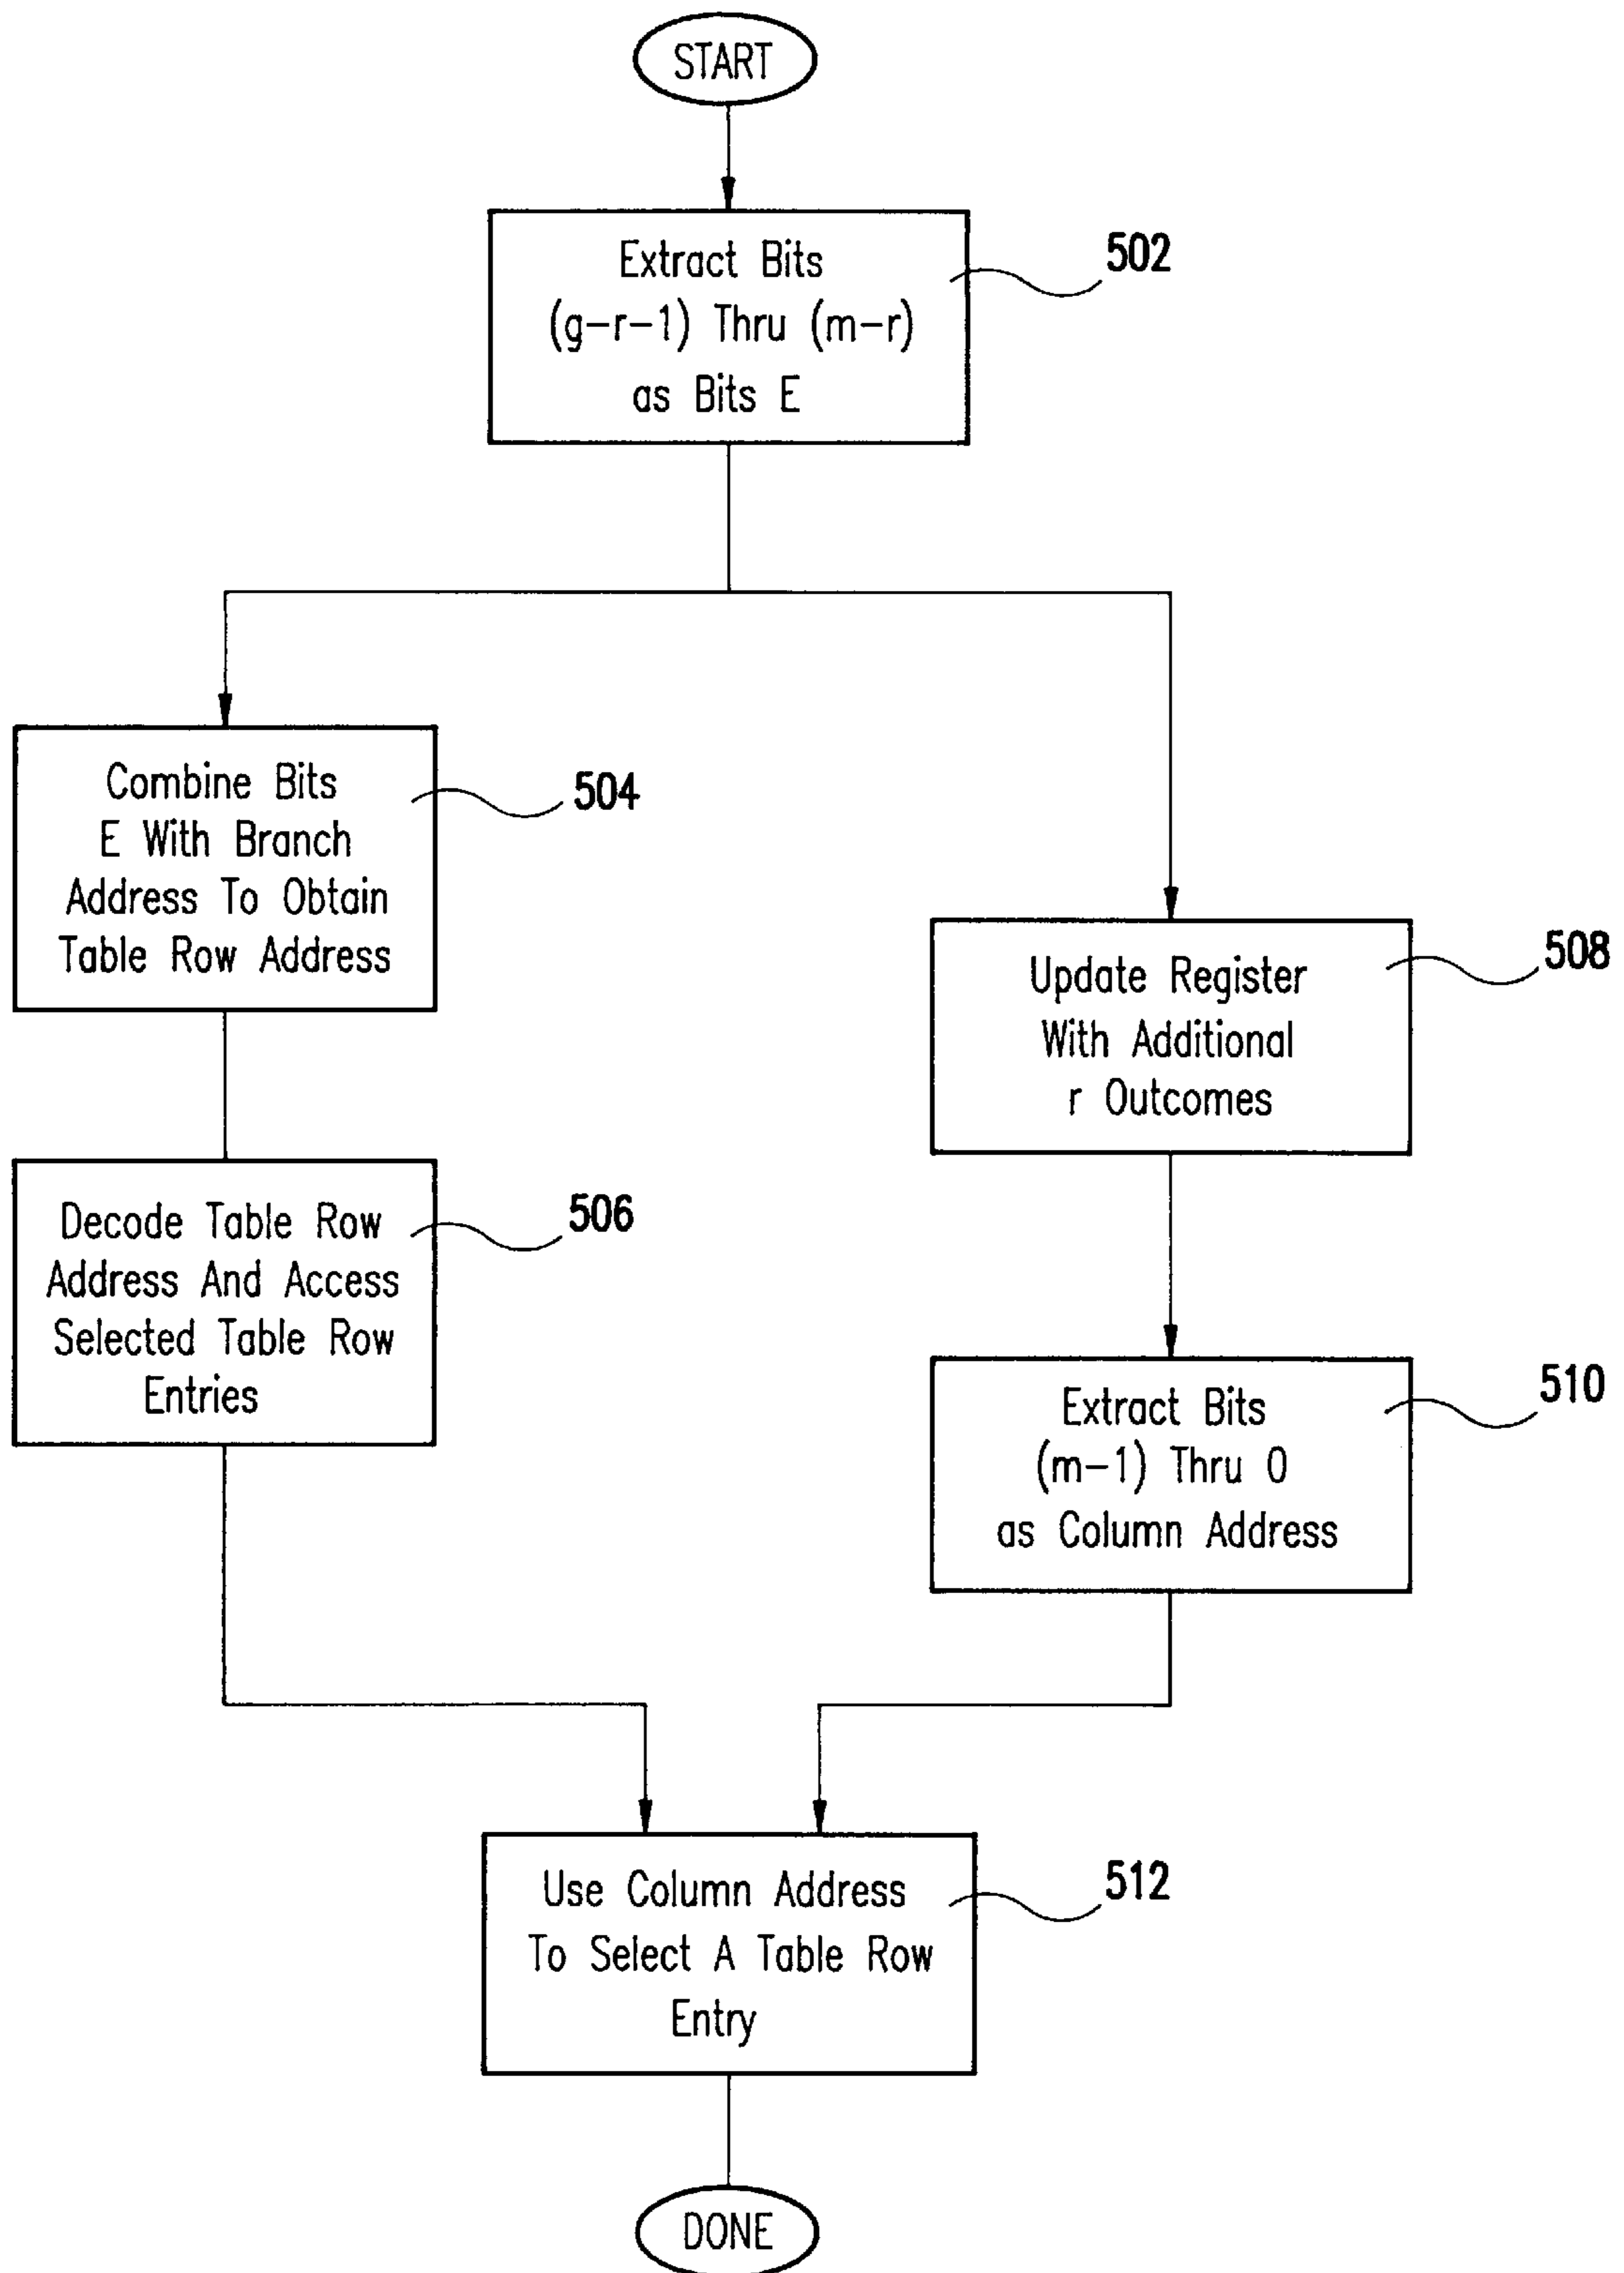 START
Extract Bits
(g-r-1) Thru (m-r)
as Bits E
502
Combine Bits
E With Branch
Address To Obtain
Table Row Address
504
Update Register
With Additional
r Outcomes
508
Decode Table Row
Address And Access
Selected Table Row
Entries
506
Extract Bits
(m-1) Thru 0
as Column Address
510
Use Column Address
To Select A Table Row
Entry
512
DONE